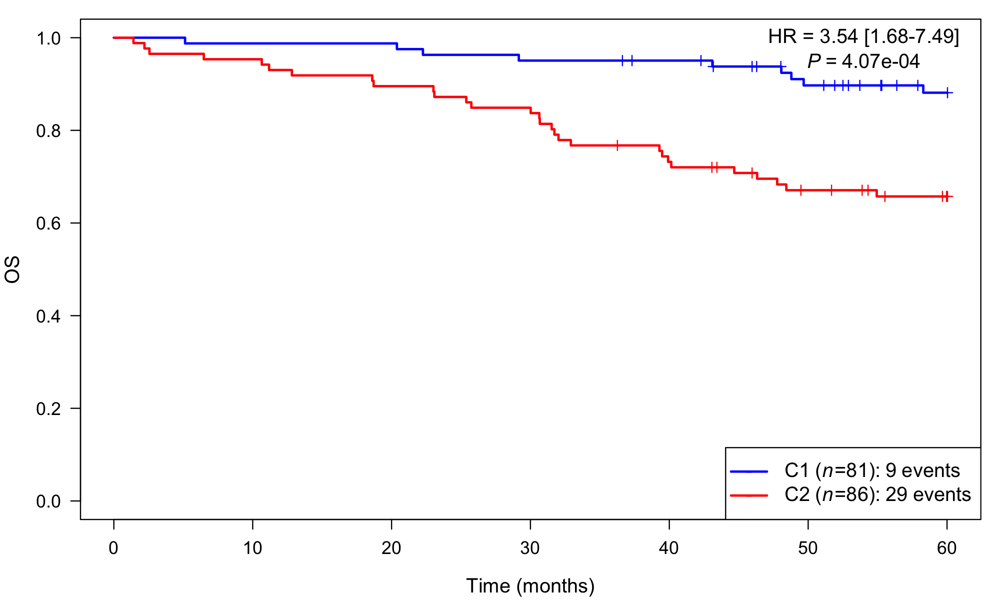 HR = 3.54 [1.68-7.49]
P = 4.07e-04
1.0
0.8
0.6
0.4
0.2
0.0
OS
C1 (n=81): 9 events
C2 (n=86): 29 events
0 10 20 30 40 50 60
Time (months)